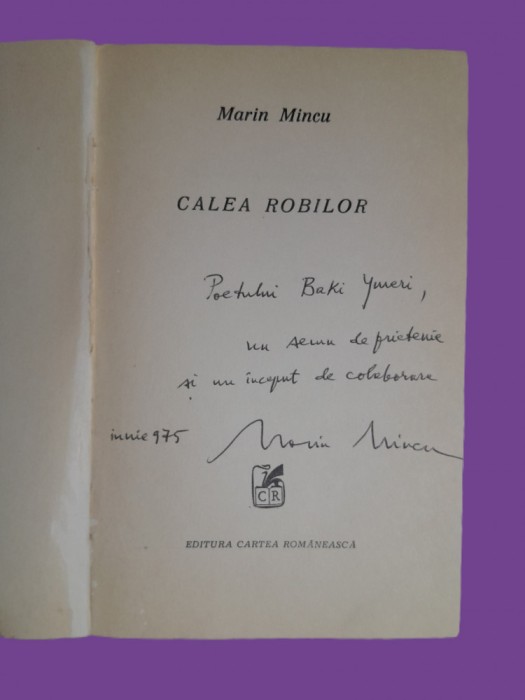 Marin Mincu
CALEA ROBILOR
Poetului Baki Ymeri,
un semn de prietenie
și un început de colaborare
iunie 975
Marin Mincu
CR
EDITURA CARTEA ROMÂNEASCĂ